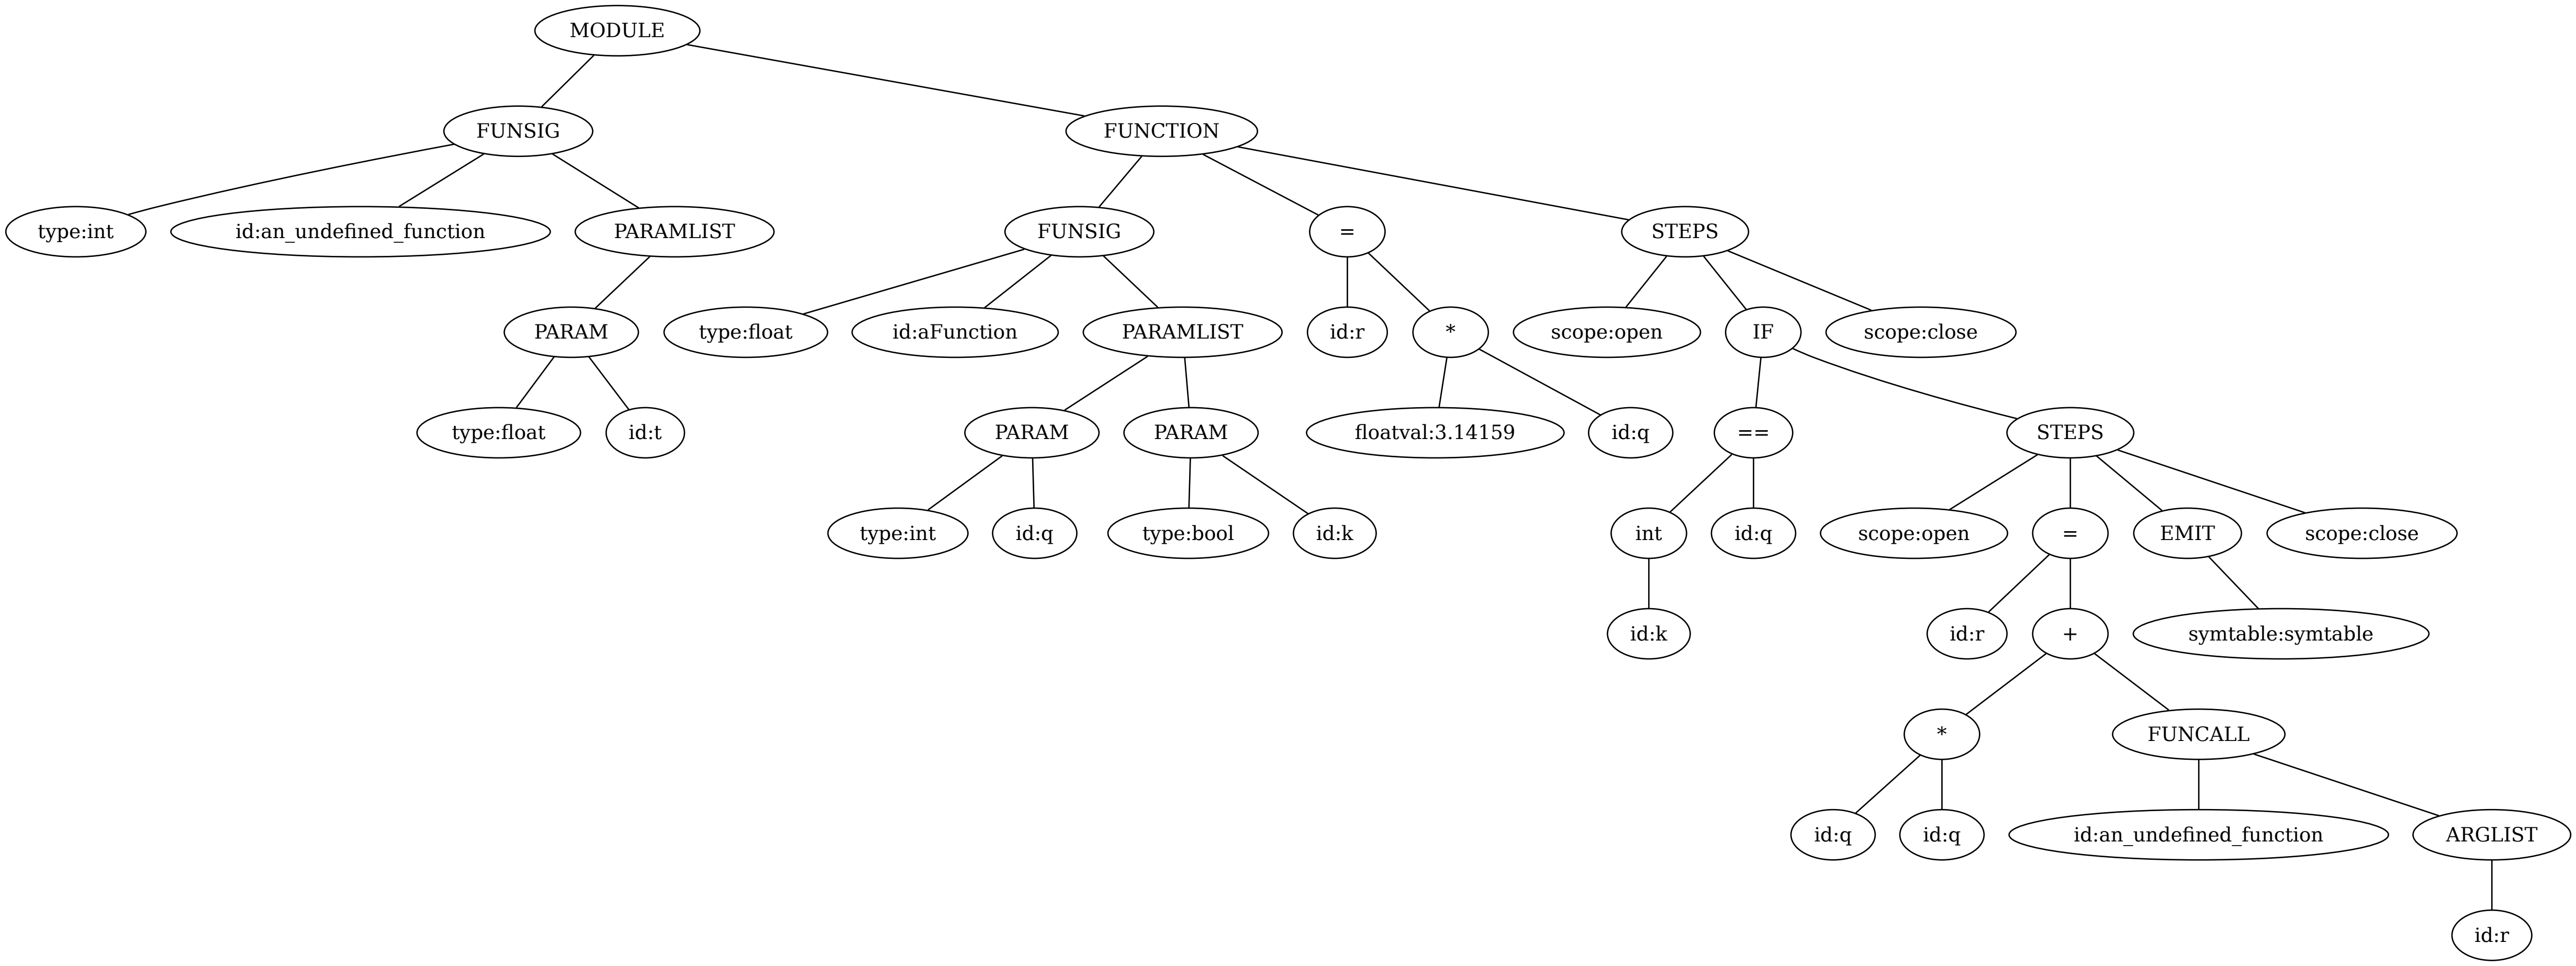 MODULE
FUNSIG
FUNCTION
type:int
id:an_undefined_function
PARAMLIST
FUNSIG
=
STEPS
PARAM
type:float
id:aFunction
PARAMLIST
id:r
*
scope:open
IF
scope:close
type:float
id:t
PARAM
PARAM
floatval:3.14159
id:q
==
STEPS
type:int
id:q
type:bool
id:k
int
id:q
scope:open
=
EMIT
scope:close
id:k
id:r
+
symtable:symtable
*
FUNCALL
id:q
id:q
id:an_undefined_function
ARGLIST
id:r